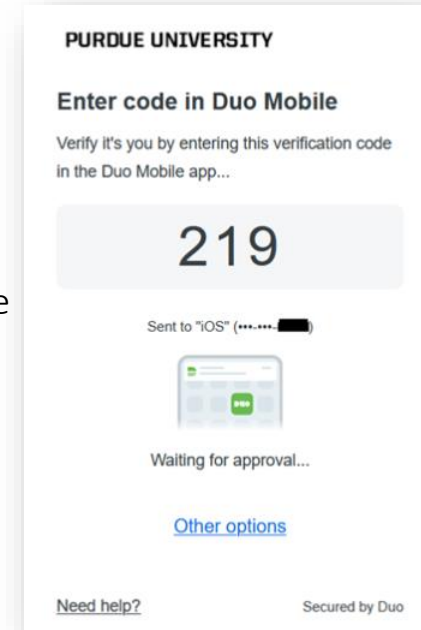 PURDUE UNIVERSITY
Enter code in Duo Mobile
Verify it's you by entering this verification code
in the Duo Mobile app...
219
e
Sent to "iOS" (•••-•••-)
DUO
Waiting for approval...
Other options
Need help? Secured by Duo